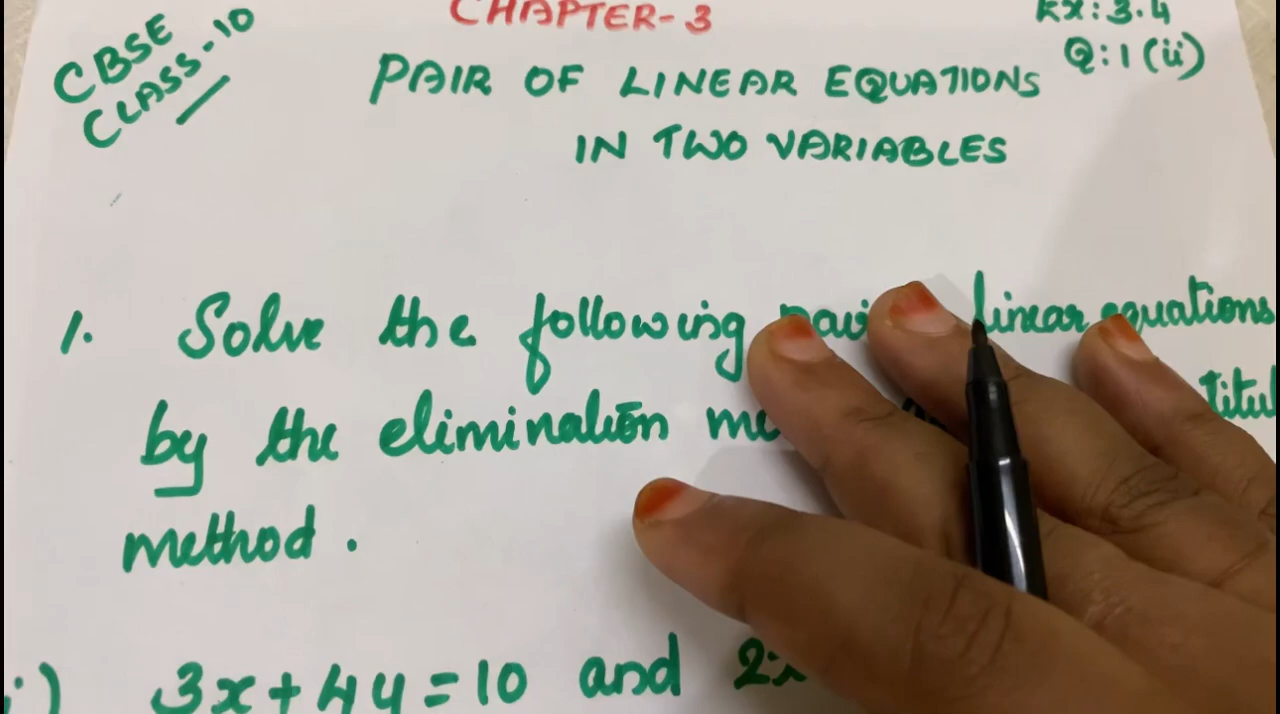 CHAPTER-3
Ex: 3.4
CBSE
CLASS-10
Q:1 (ii)
PAIR OF LINEAR EQUATIONS
IN TWO VARIABLES
1. Solve the following linear equations
by the elimination
method.
3x+4y=10 and